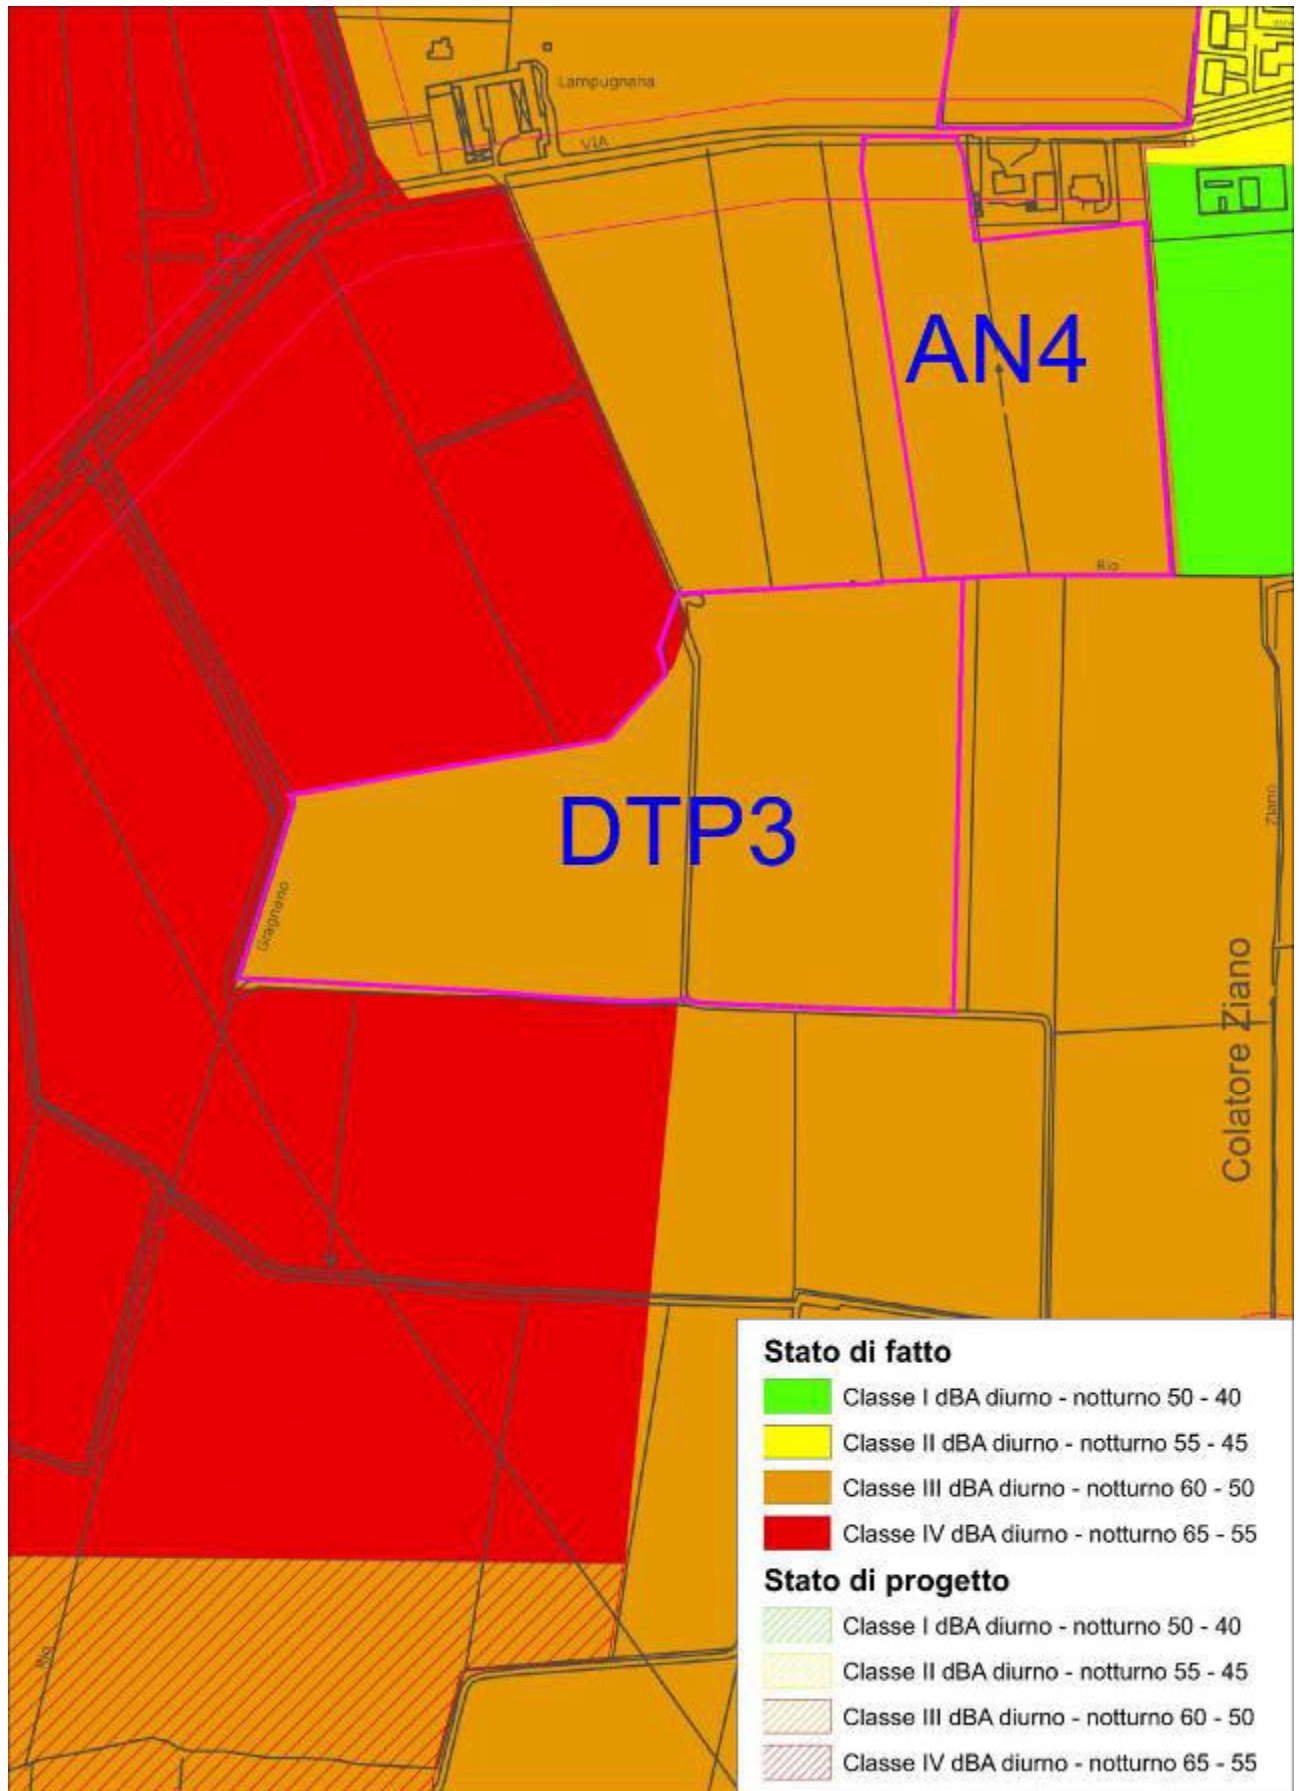 Lampugnana
VIA
AN4
Rio
DTP3
Ziano
Gragnano
Colatore Ziano
Rio
Stato di fatto
Classe I dBA diurno - notturno 50 - 40
Classe II dBA diurno - notturno 55 - 45
Classe III dBA diurno - notturno 60 - 50
Classe IV dBA diurno - notturno 65 - 55
Stato di progetto
Classe I dBA diurno - notturno 50 - 40
Classe II dBA diurno - notturno 55 - 45
Classe III dBA diurno - notturno 60 - 50
Classe IV dBA diurno - notturno 65 - 55